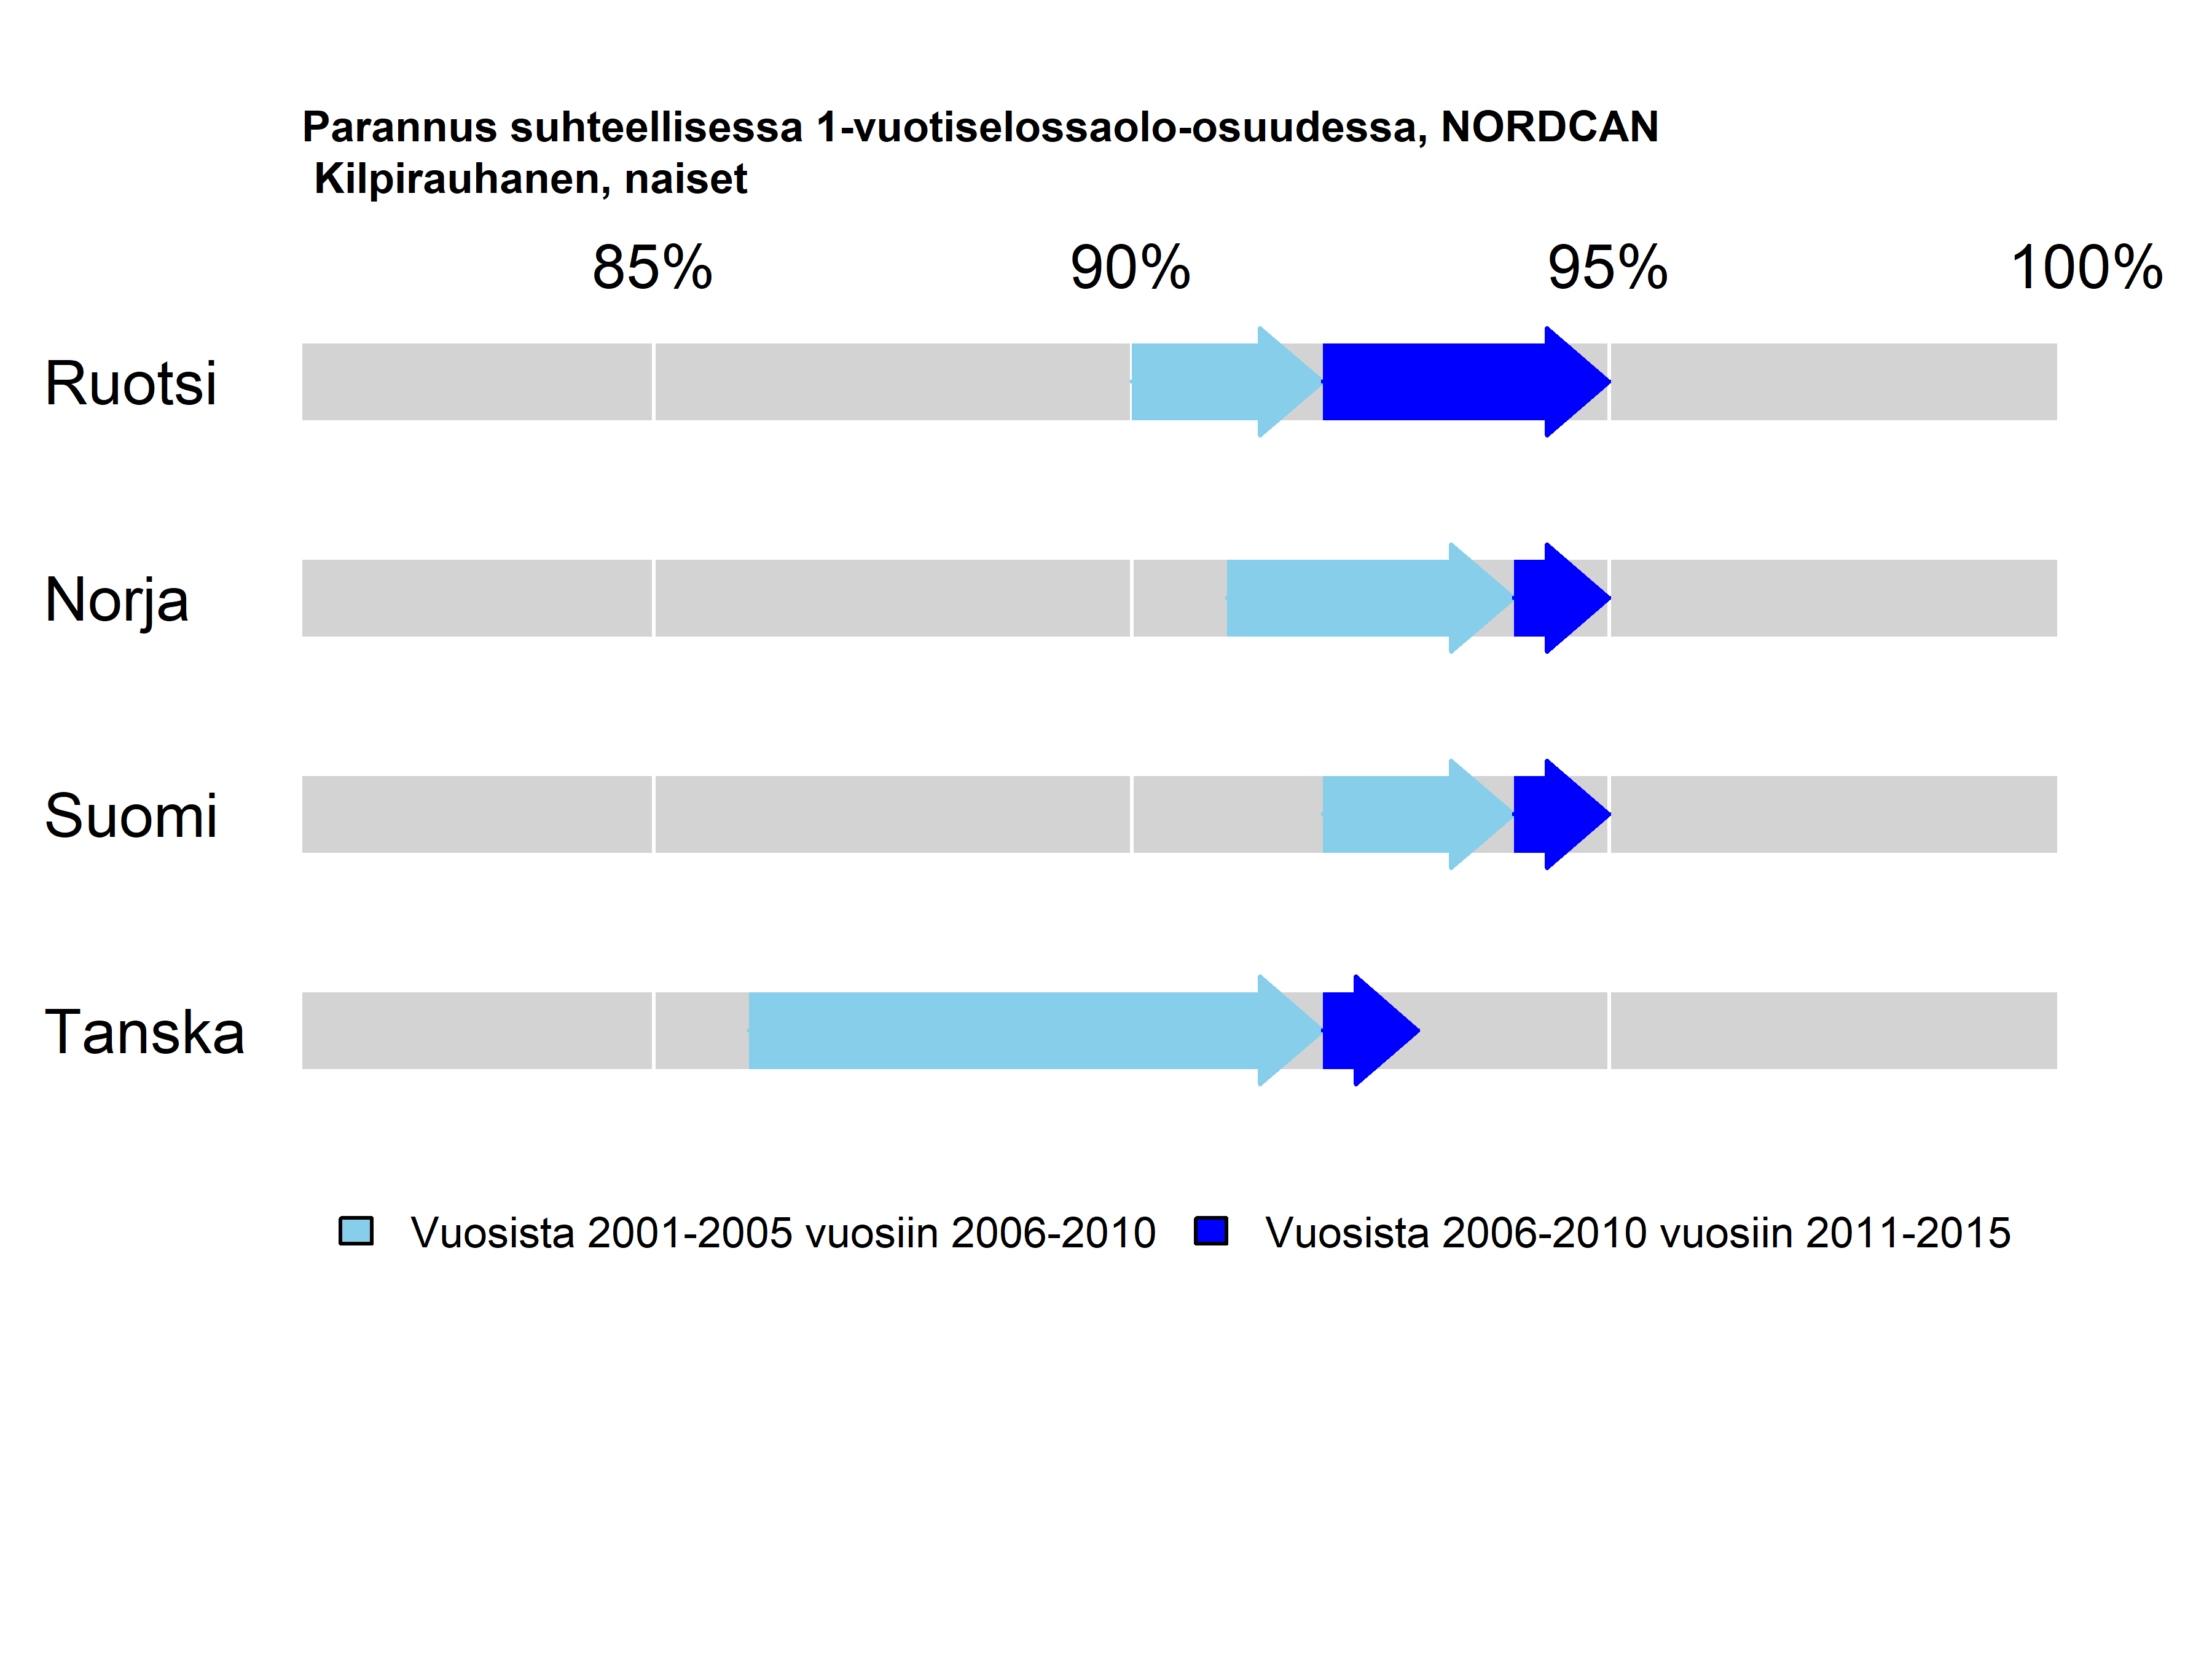 Parannus suhteellisessa 1-vuotiselossaolo-osuudessa, NORDCAN
Kilpirauhanen, naiset
85% 90% 95% 100%
Ruotsi
Norja
Suomi
Tanska
Vuosista 2001-2005 vuosiin 2006-2010 Vuosista 2006-2010 vuosiin 2011-2015